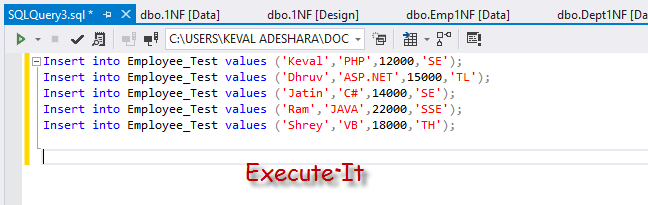 SQLQuery3.sql * dbo.1NF [Data] dbo.1NF [Design] dbo.Emp1NF [Data] dbo.Dept1NF [Data]
C:\USERS\KEVAL ADESHARA\DOC
Insert into Employee_Test values ('Keval','PHP',12000,'SE');
Insert into Employee_Test values ('Dhruv','ASP.NET',15000,'TL');
Insert into Employee_Test values ('Jatin','C#',14000,'SE');
Insert into Employee_Test values ('Ram','JAVA',22000,'SSE');
Insert into Employee_Test values ('Shrey','VB',18000,'TH');
Execute It